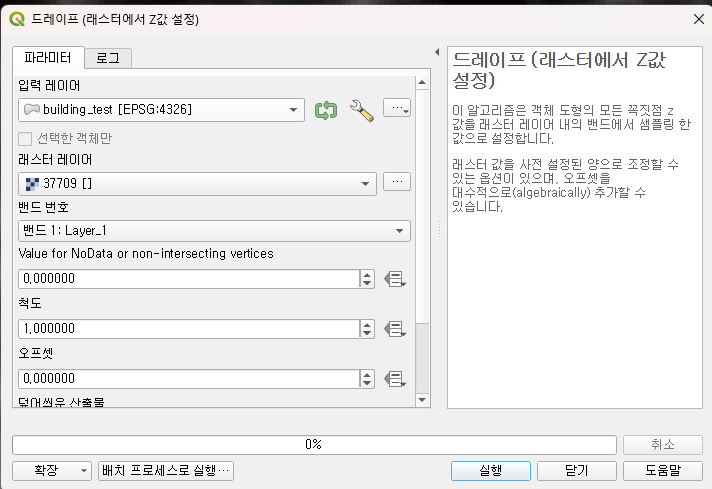 드레이프 (래스터에서 Z값 설정)
파라미터
로그
입력 레이어
building_test [EPSG:4326]
선택한 객체만
래스터 레이어
37709 []
밴드 번호
밴드 1: Layer_1
Value for NoData or non-intersecting vertices
0,000000
척도
1,000000
오프셋
0,000000
덮어씌운 산출물
드레이프 (래스터에서 Z값
설정)
이 알고리즘은 객체 도형의 모든 꼭짓점 z
값을 래스터 레이어 내의 밴드에서 샘플링 한
값으로 설정합니다.
래스터 값을 사전 설정된 양으로 조정할 수
있는 옵션이 있으며, 오프셋을
대수적으로(algebraically) 추가할 수
있습니다.
0%
취소
확장
배치 프로세스로 실행…
실행
닫기
도움말